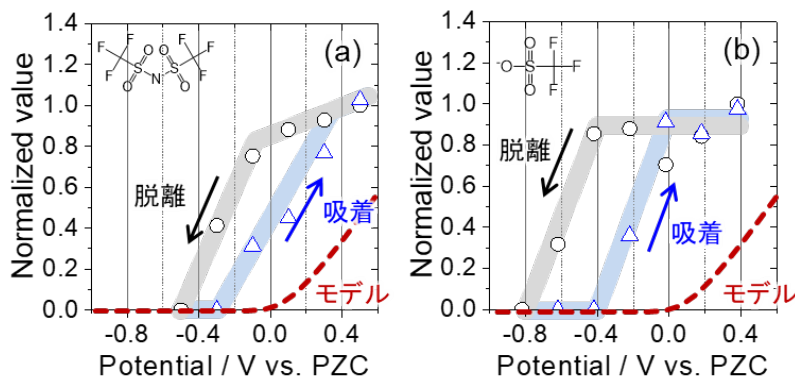 (a)
F F F F
F F
O O O O
S S
N
脱離
吸着
モデル
1.4
1.2
1.0
0.8
0.6
0.4
0.2
0.0
Normalized value
-0.8 -0.4 0.0 0.4
Potential / V vs. PZC
(b)
O
-O S F
O F
F
脱離
吸着
モデル
1.4
1.2
1.0
0.8
0.6
0.4
0.2
0.0
Normalized value
-0.8 -0.4 0.0 0.4
Potential / V vs. PZC